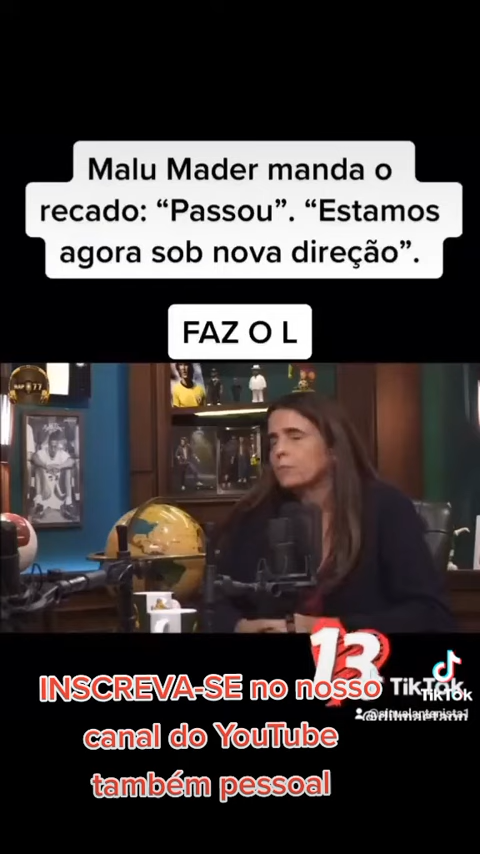 Malu Mader manda o
recado: “Passou”. “Estamos
agora sob nova direção”.
FAZ O L
13
TikTok
TikTok
INSCREVA-SE no nosso
canal do YouTube
também pessoal